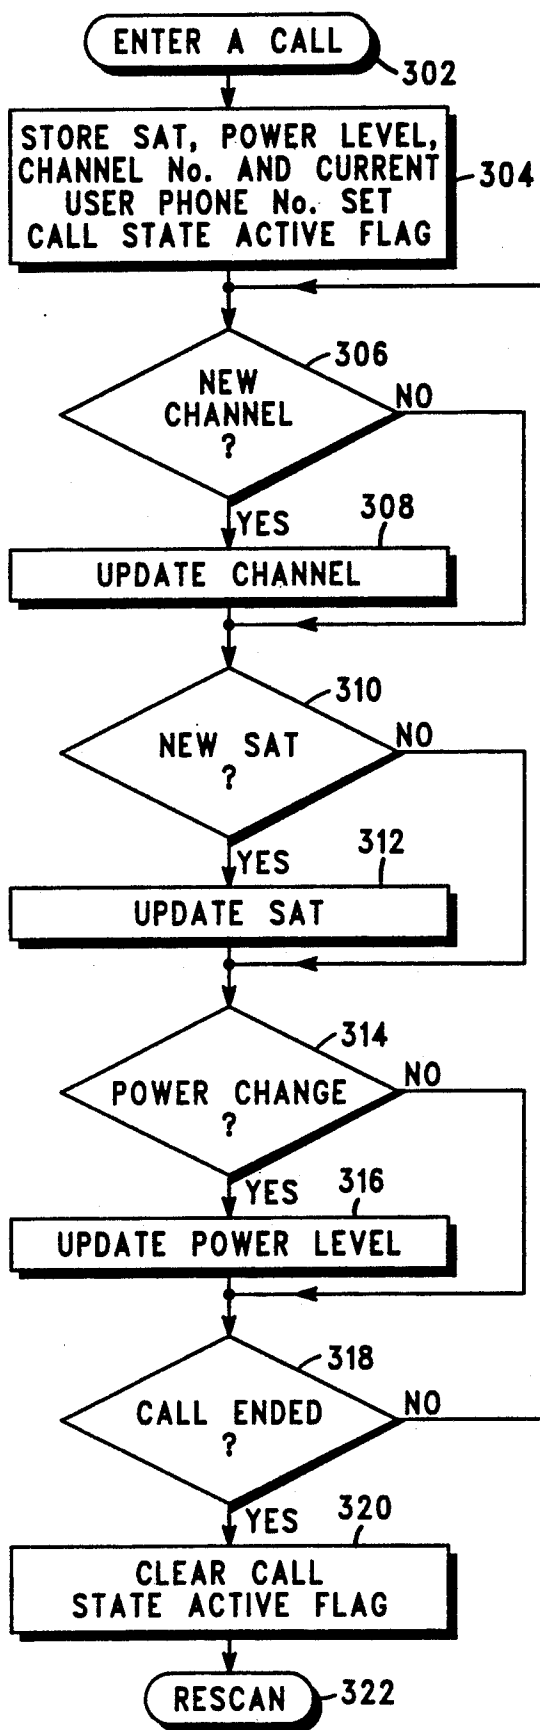 ENTER A CALL
302
STORE SAT, POWER LEVEL,
CHANNEL No. AND CURRENT
USER PHONE No. SET
CALL STATE ACTIVE FLAG
304
306
NEW
CHANNEL
?
NO
YES
308
UPDATE CHANNEL
310
NEW SAT
?
NO
YES
312
UPDATE SAT
314
POWER CHANGE
?
NO
YES
316
UPDATE POWER LEVEL
318
CALL ENDED
?
NO
YES
320
CLEAR CALL
STATE ACTIVE FLAG
RESCAN
322